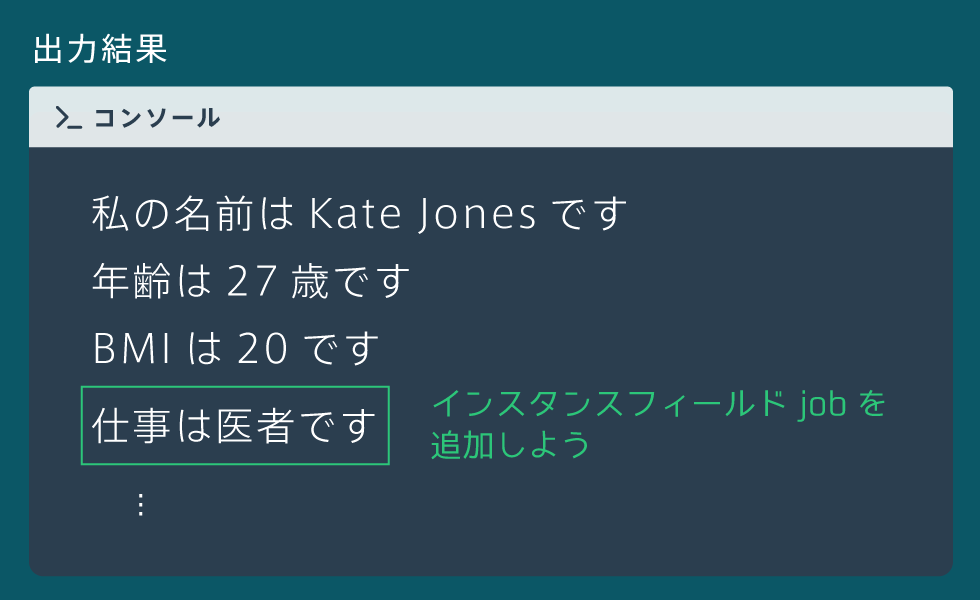 出力結果
コンソール
私の名前は Kate Jones です
年齢は 27 歳です
BMI は 20 です
仕事は医者です
インスタンスフィールド job を
追加しよう
⋮